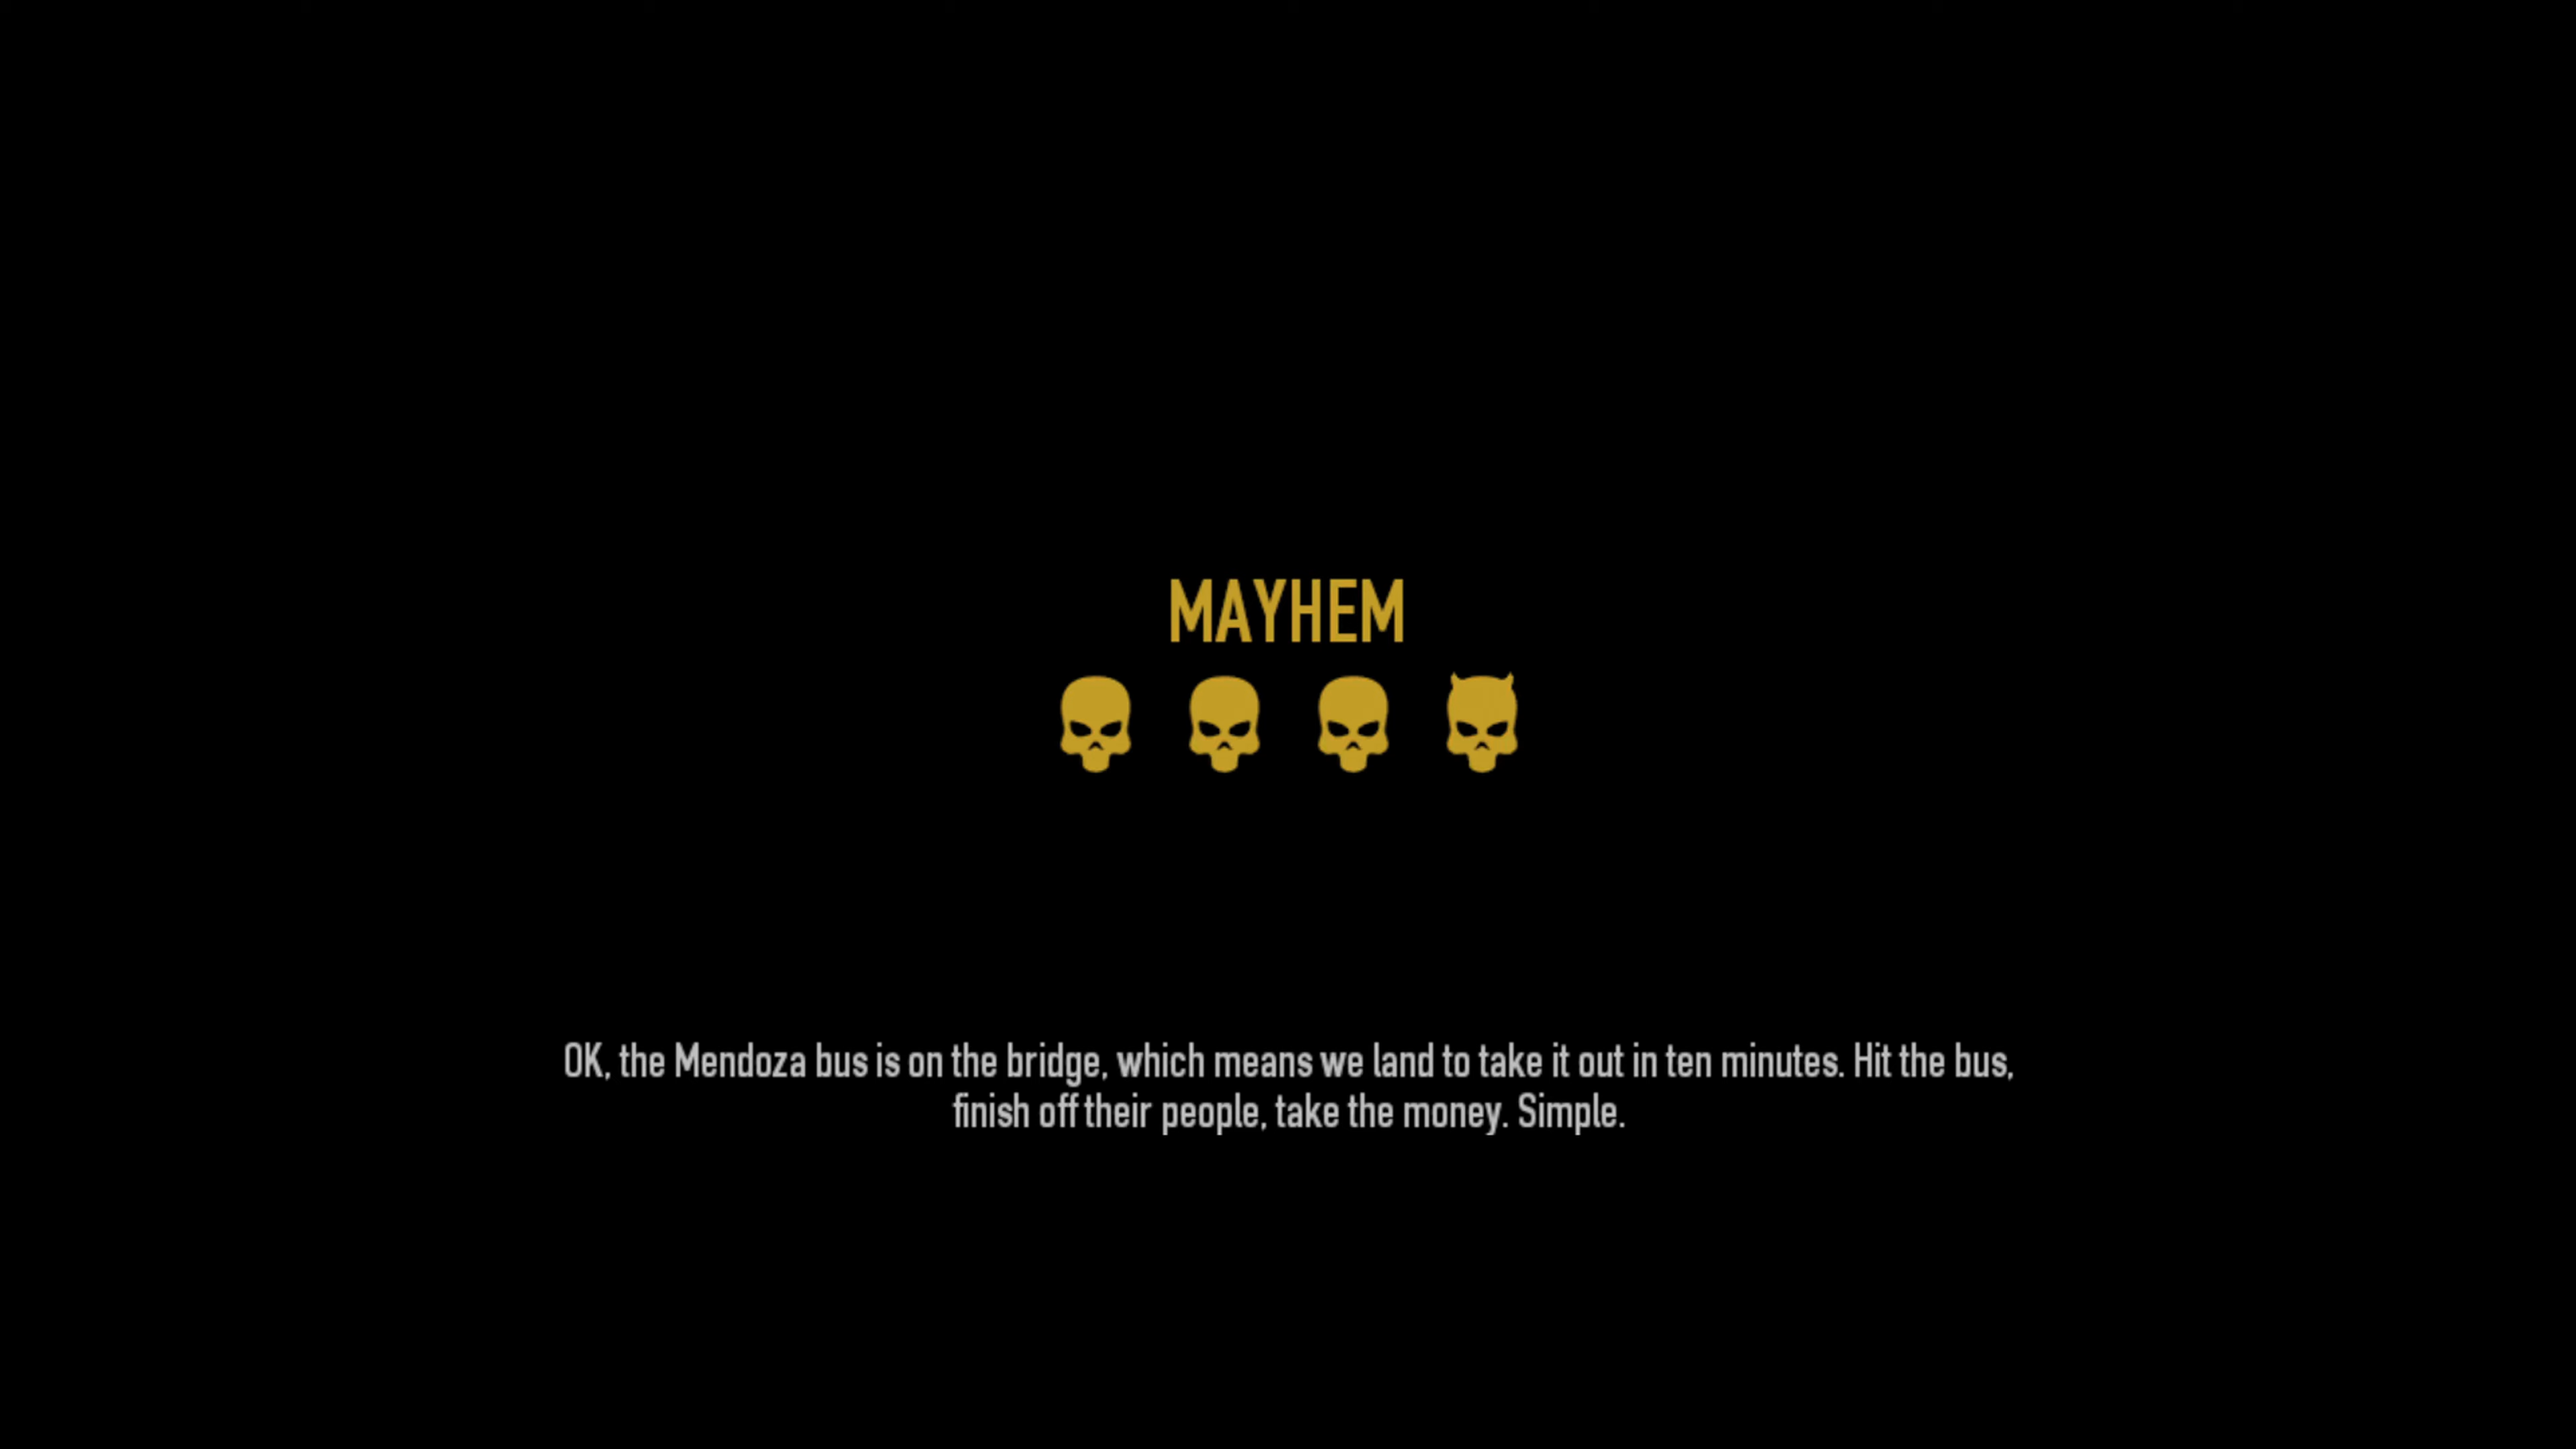 MAYHEM
OK, the Mendoza bus is on the bridge, which means we land to take it out in ten minutes. Hit the bus,
finish off their people, take the money. Simple.